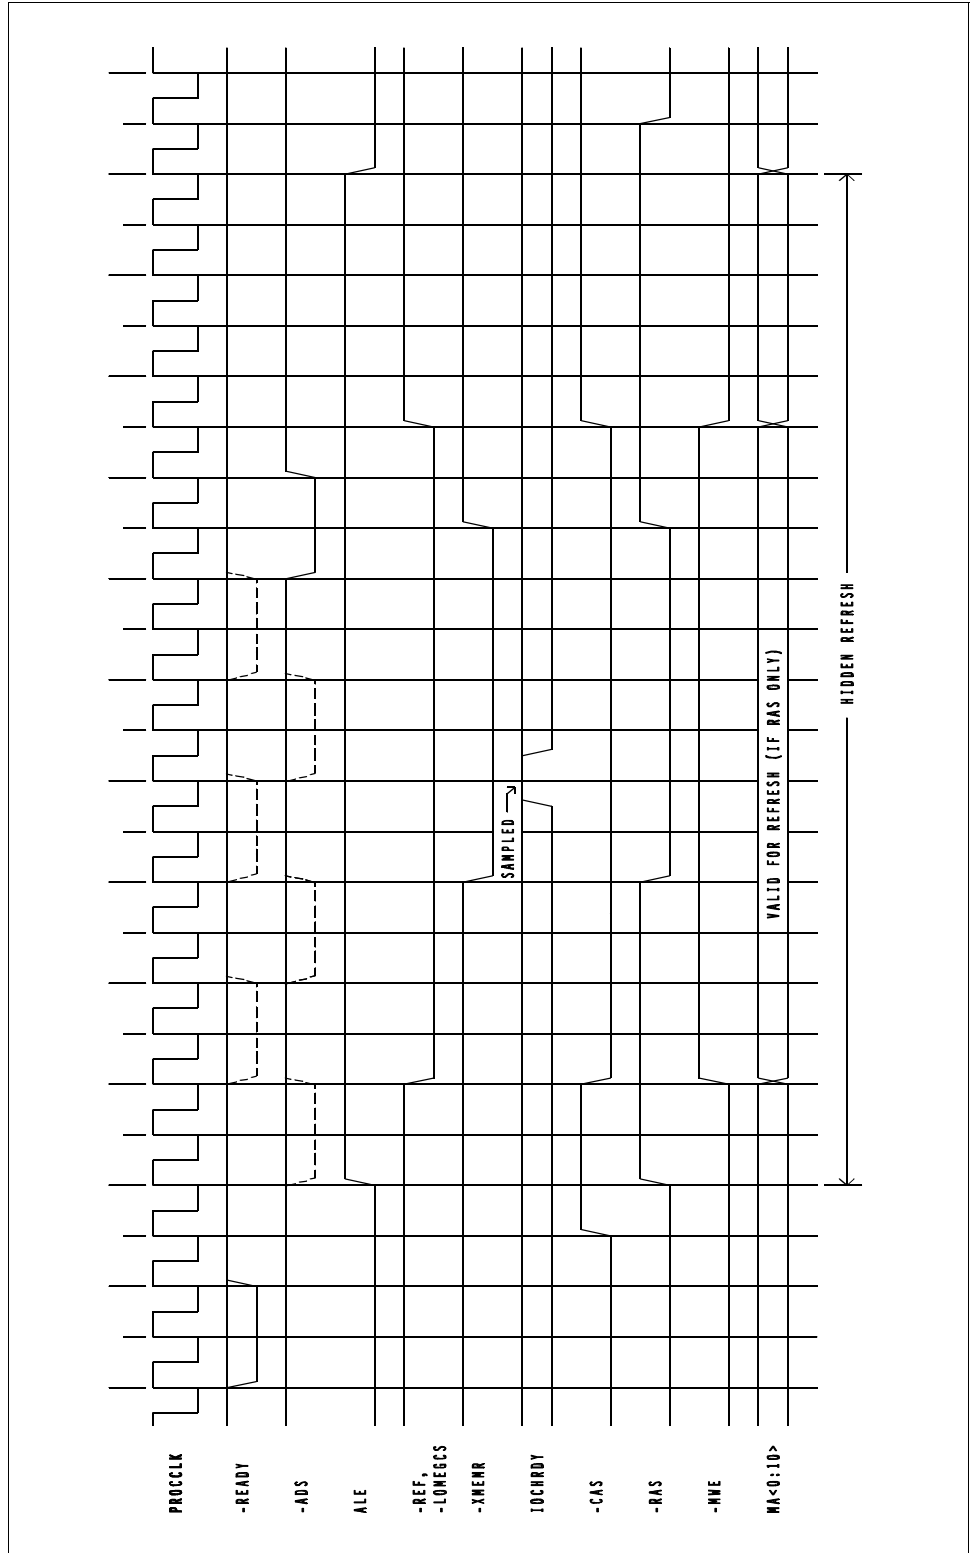 PROCCLK
-READY
-ADS
ALE
-REF,
-LOMEGCS
-XMEMR
IOCHRDY
SAMPLED
-CAS
-RAS
-MWE
MA<0:10>
VALID FOR REFRESH (IF RAS ONLY)
HIDDEN REFRESH